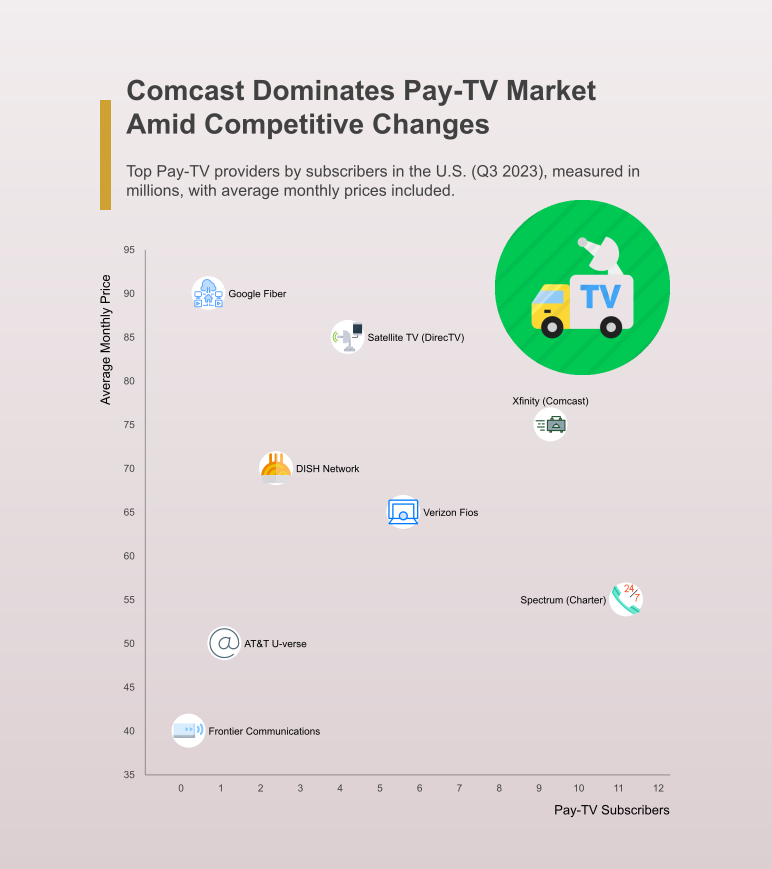 Comcast Dominates Pay-TV Market
Amid Competitive Changes
Top Pay-TV providers by subscribers in the U.S. (Q3 2023), measured in
millions, with average monthly prices included.
TV
Average Monthly Price
95
90
85
80
75
70
65
60
55
50
45
40
35
Google Fiber
Satellite TV (DirecTV)
Xfinity (Comcast)
DISH Network
Verizon Fios
Spectrum (Charter)
24/7
AT&T U-verse
@
Frontier Communications
0 1 2 3 4 5 6 7 8 9 10 11 12
Pay-TV Subscribers